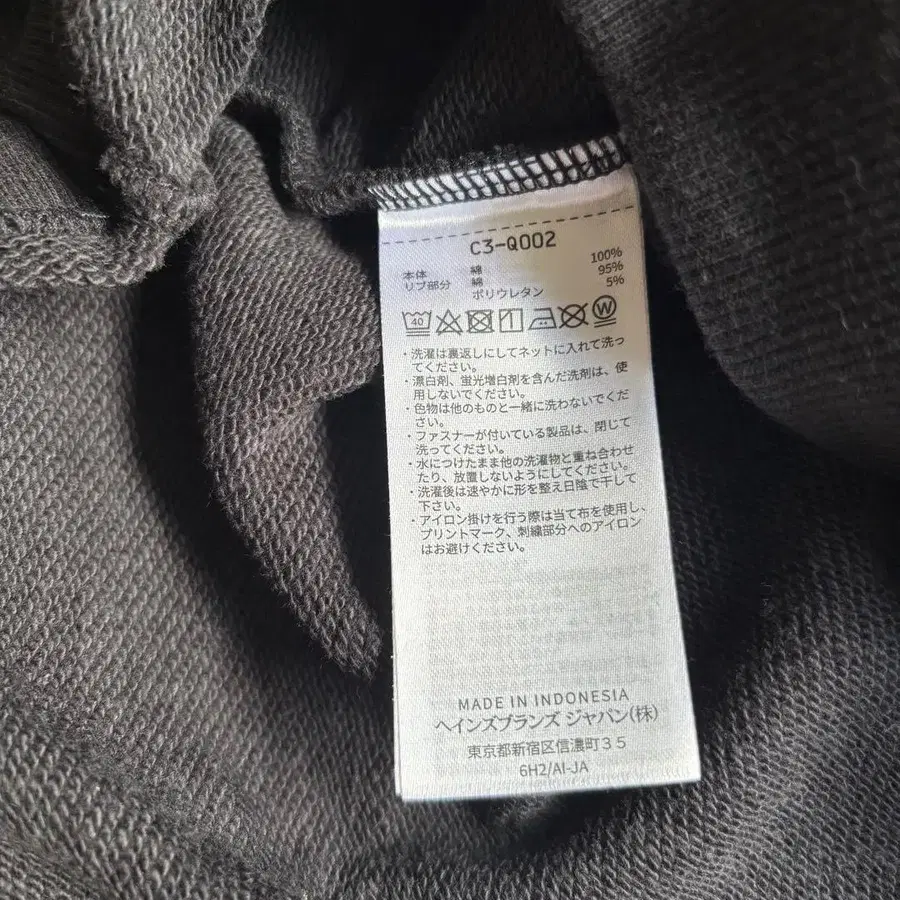 C3-Q002
本体 綿 100%
リブ部分 綿 95%
ポリウレタン 5%
40 W
・洗濯は裏返しにしてネットに入れて洗っ
てください。
・漂白剤、蛍光増白剤を含んだ洗剤は、使
用しないでください。
・色物は他のものと一緒に洗わないでくだ
さい。
・ファスナーが付いている製品は、閉じて
洗ってください。
・水につけたまま他の洗濯物と重ね合わせ
たり、放置しないようにしてください。
・洗濯後は速やかに形を整え日陰で干して
下さい。
・アイロン掛けを行う際は当て布を使用し、
プリントマーク、刺繍部分へのアイロン
はお避けください。
MADE IN INDONESIA
ヘインズブランズ ジャパン(株)
東京都新宿区信濃町３５
6H2/AI-JA